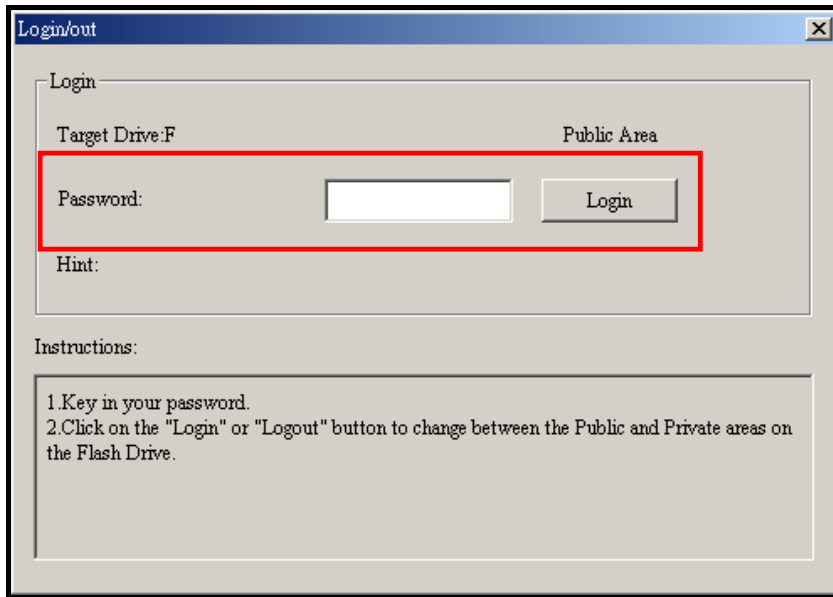 Login/out
Login
Target Drive:F Public Area
Password: Login
Hint:
Instructions:
1.Key in your password.
2.Click on the "Login" or "Logout" button to change between the Public and Private areas on
the Flash Drive.